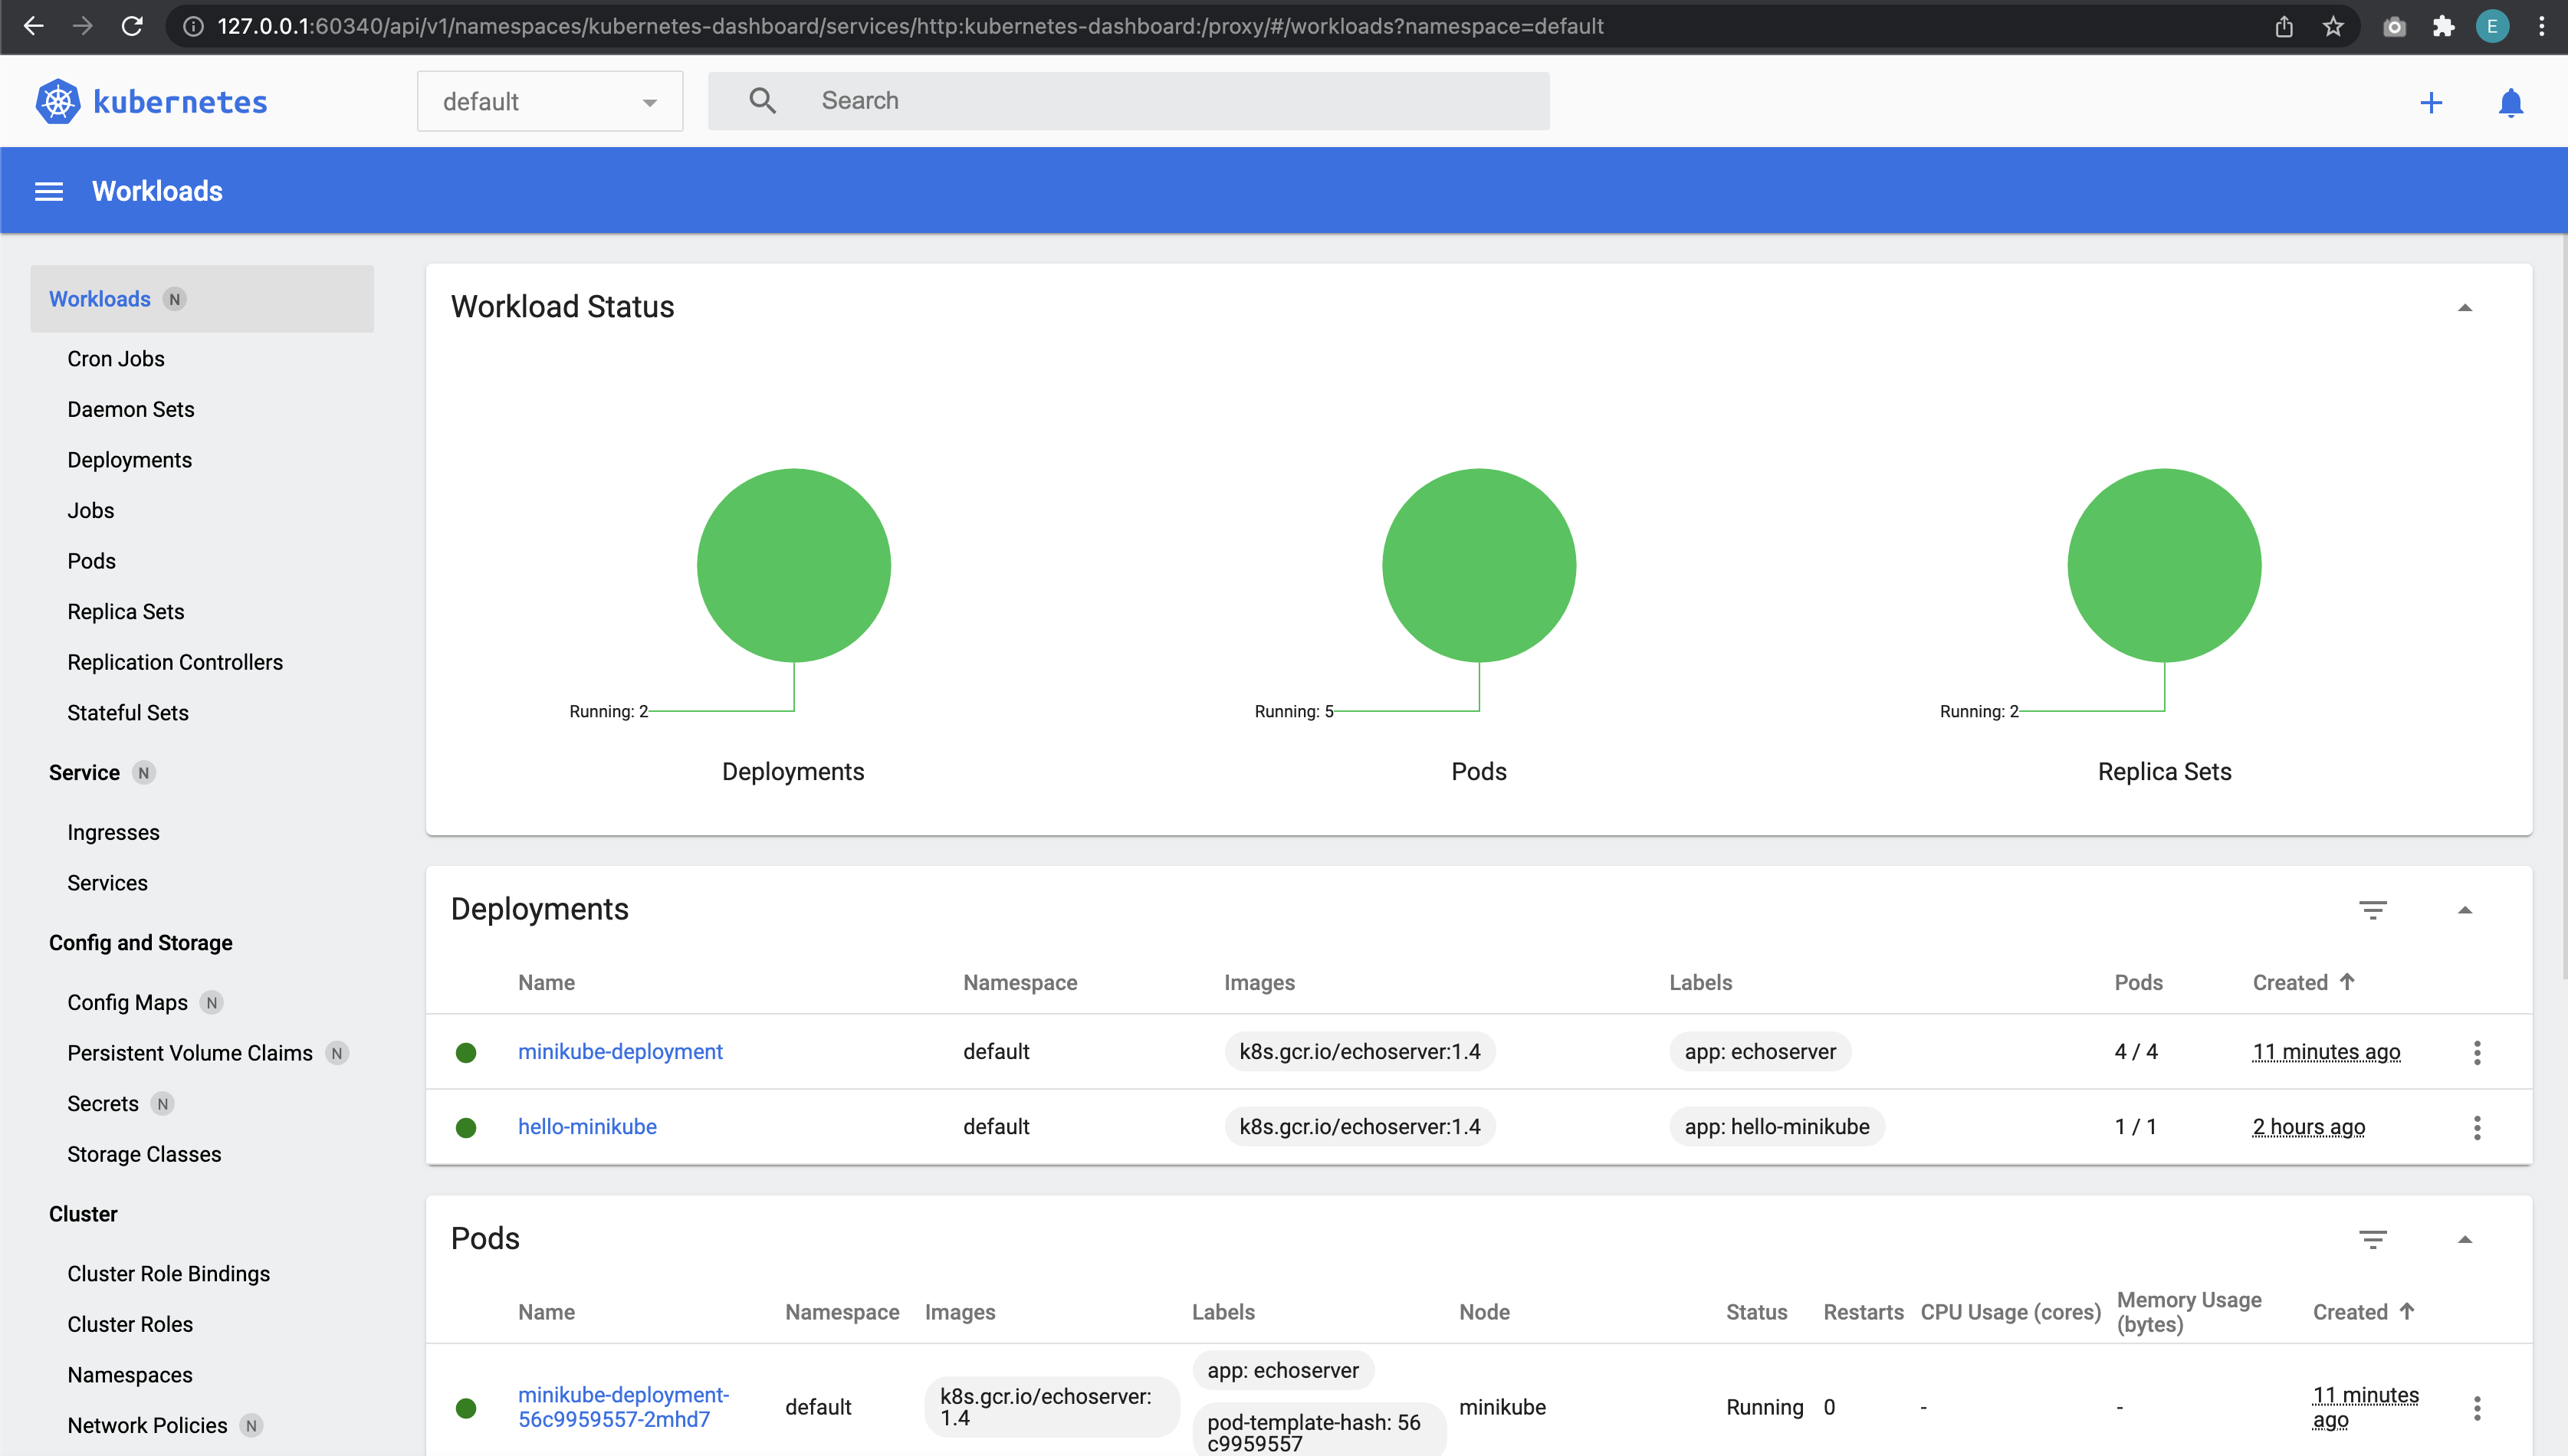 127.0.0.1:60340/api/v1/namespaces/kubernetes-dashboard/services/http:kubernetes-dashboard:/proxy/#/workloads?namespace=default
E
kubernetes
default
Search
Workloads
Workloads N
Cron Jobs
Daemon Sets
Deployments
Jobs
Pods
Replica Sets
Replication Controllers
Stateful Sets
Service N
Ingresses
Services
Config and Storage
Config Maps N
Persistent Volume Claims N
Secrets N
Storage Classes
Cluster
Cluster Role Bindings
Cluster Roles
Namespaces
Network Policies N
Workload Status
Running: 2
Deployments
Running: 5
Pods
Running: 2
Replica Sets
Deployments
Name Namespace Images Labels Pods Created
minikube-deployment default k8s.gcr.io/echoserver:1.4 app: echoserver 4 / 4 11 minutes ago
hello-minikube default k8s.gcr.io/echoserver:1.4 app: hello-minikube 1 / 1 2 hours ago
Pods
Name Namespace Images Labels Node Status Restarts CPU Usage (cores) Memory Usage
(bytes) Created
minikube-deployment-
56c9959557-2mhd7
default
k8s.gcr.io/echoserver:
1.4
app: echoserver
pod-template-hash: 56
c9959557
minikube
Running
0
-
-
11 minutes
ago